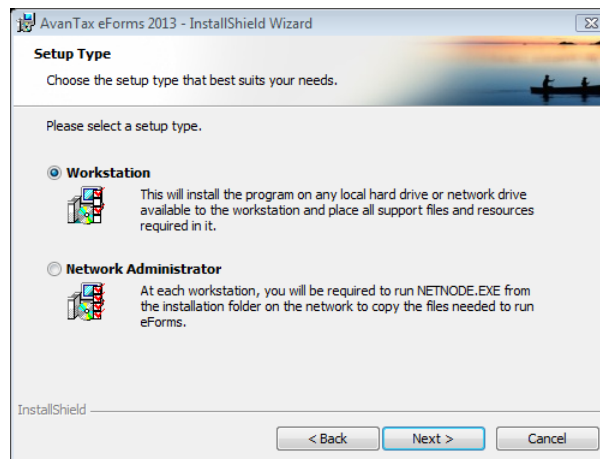 AvanTax eForms 2013 - InstallShield Wizard
Setup Type
Choose the setup type that best suits your needs.
Please select a setup type.
Workstation
This will install the program on any local hard drive or network drive
available to the workstation and place all support files and resources
required in it.
Network Administrator
At each workstation, you will be required to run NETNODE.EXE from
the installation folder on the network to copy the files needed to run
eForms.
InstallShield
< Back
Next >
Cancel